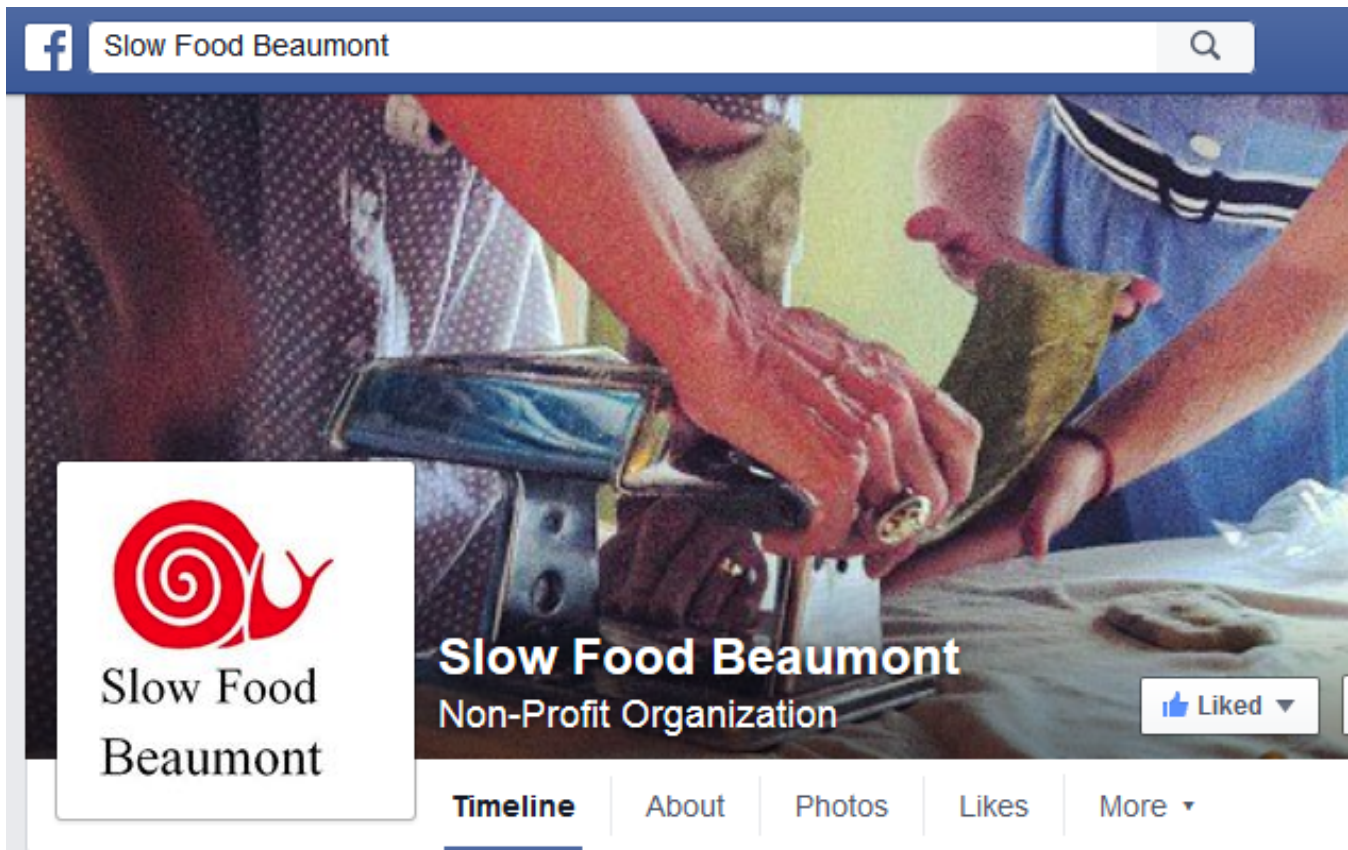 f
Slow Food Beaumont
Slow Food
Beaumont
Slow Food Beaumont
Non-Profit Organization
Liked
Timeline About Photos Likes More